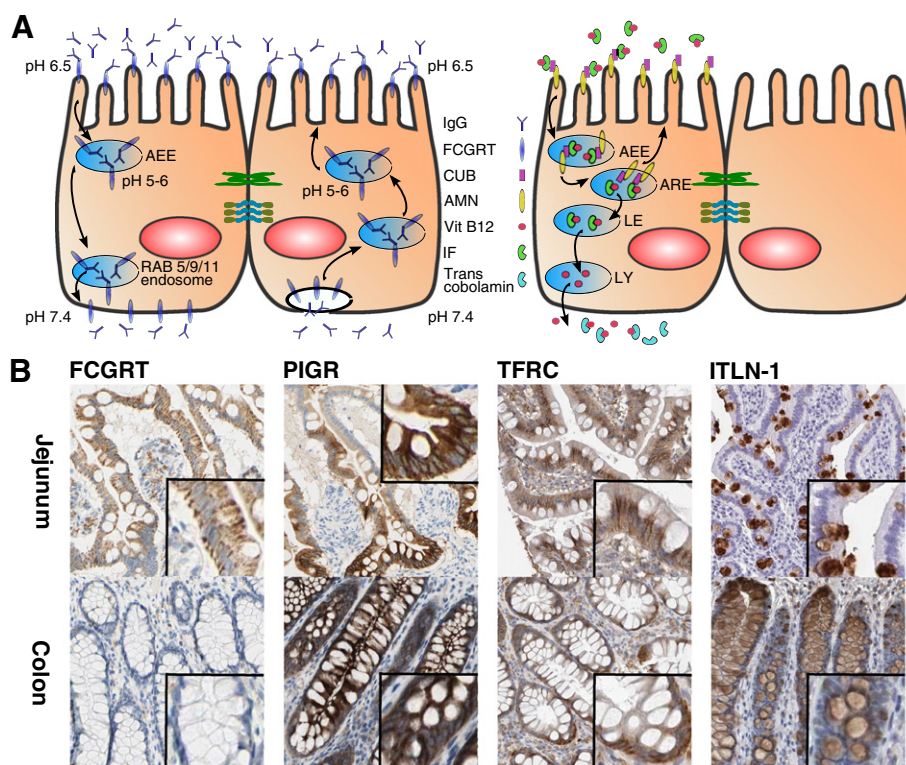 A
pH 6.5
pH 6.5
AEE
pH 5-6
pH 5-6
RAB 5/9/11
endosome
pH 7.4
pH 7.4
IgG
FCGRT
CUB
AMN
Vit B12
IF
Trans
cobolamin
AEE
ARE
LE
LY
B
FCGRT
PIGR
TFRC
ITLN-1
Jejunum
Colon